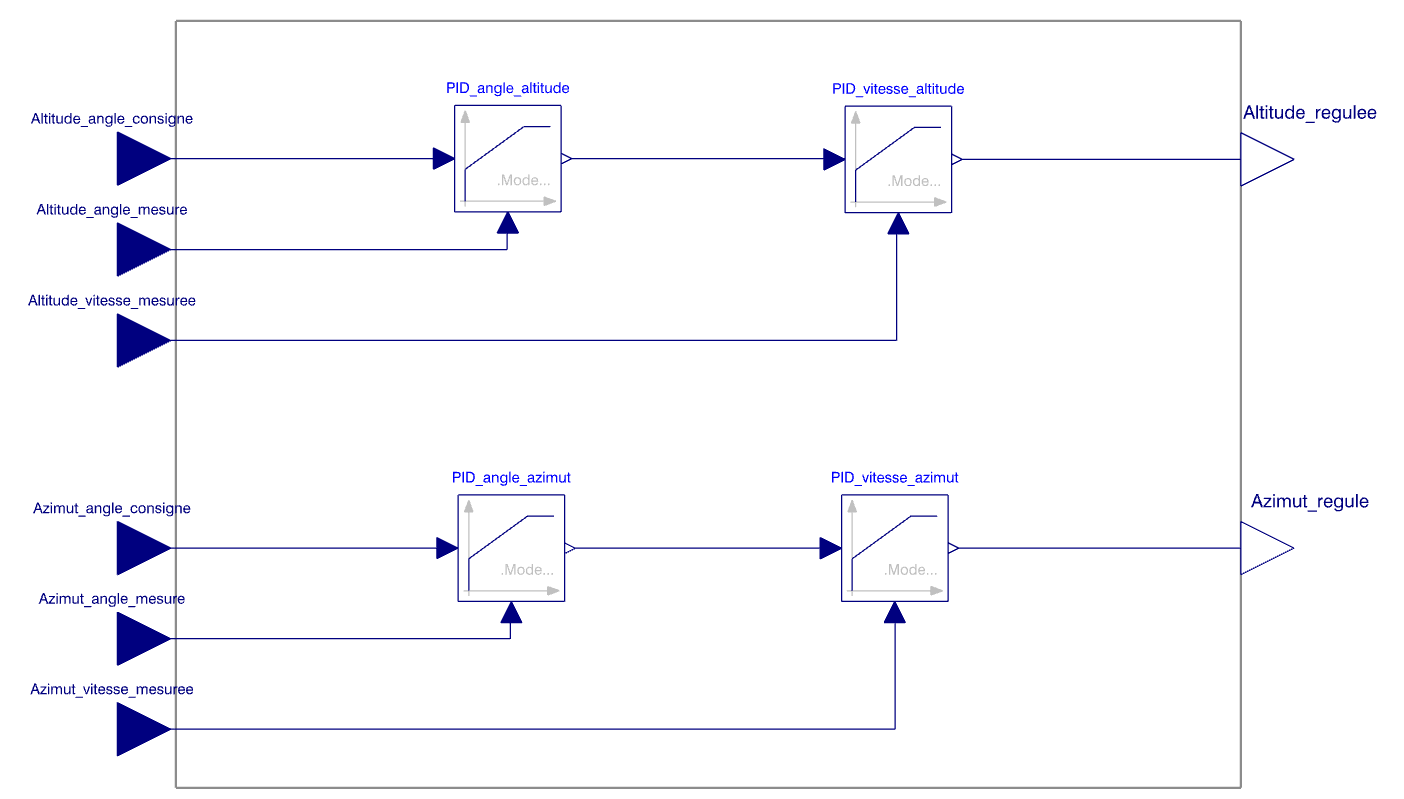 PID_angle_altitude
PID_vitesse_altitude
Altitude_regulee
Altitude_angle_consigne
.Mode...
.Mode...
Altitude_angle_mesure
Altitude_vitesse_mesuree
PID_angle_azimut
PID_vitesse_azimut
Azimut_regule
Azimut_angle_consigne
.Mode...
.Mode...
Azimut_angle_mesure
Azimut_vitesse_mesuree